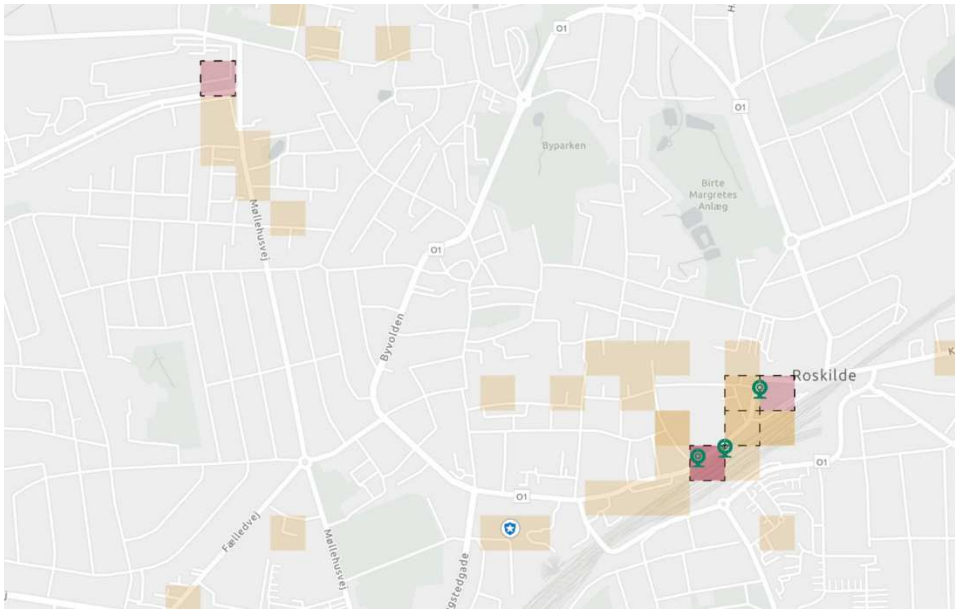 O1
H
O1
Byparken
Birte
Margretes
Anlæg
Møllehusvej
O1
Byvolden
K
Roskilde
O1
O1
Fælledvej
Møllehusvej
gstedgade
j